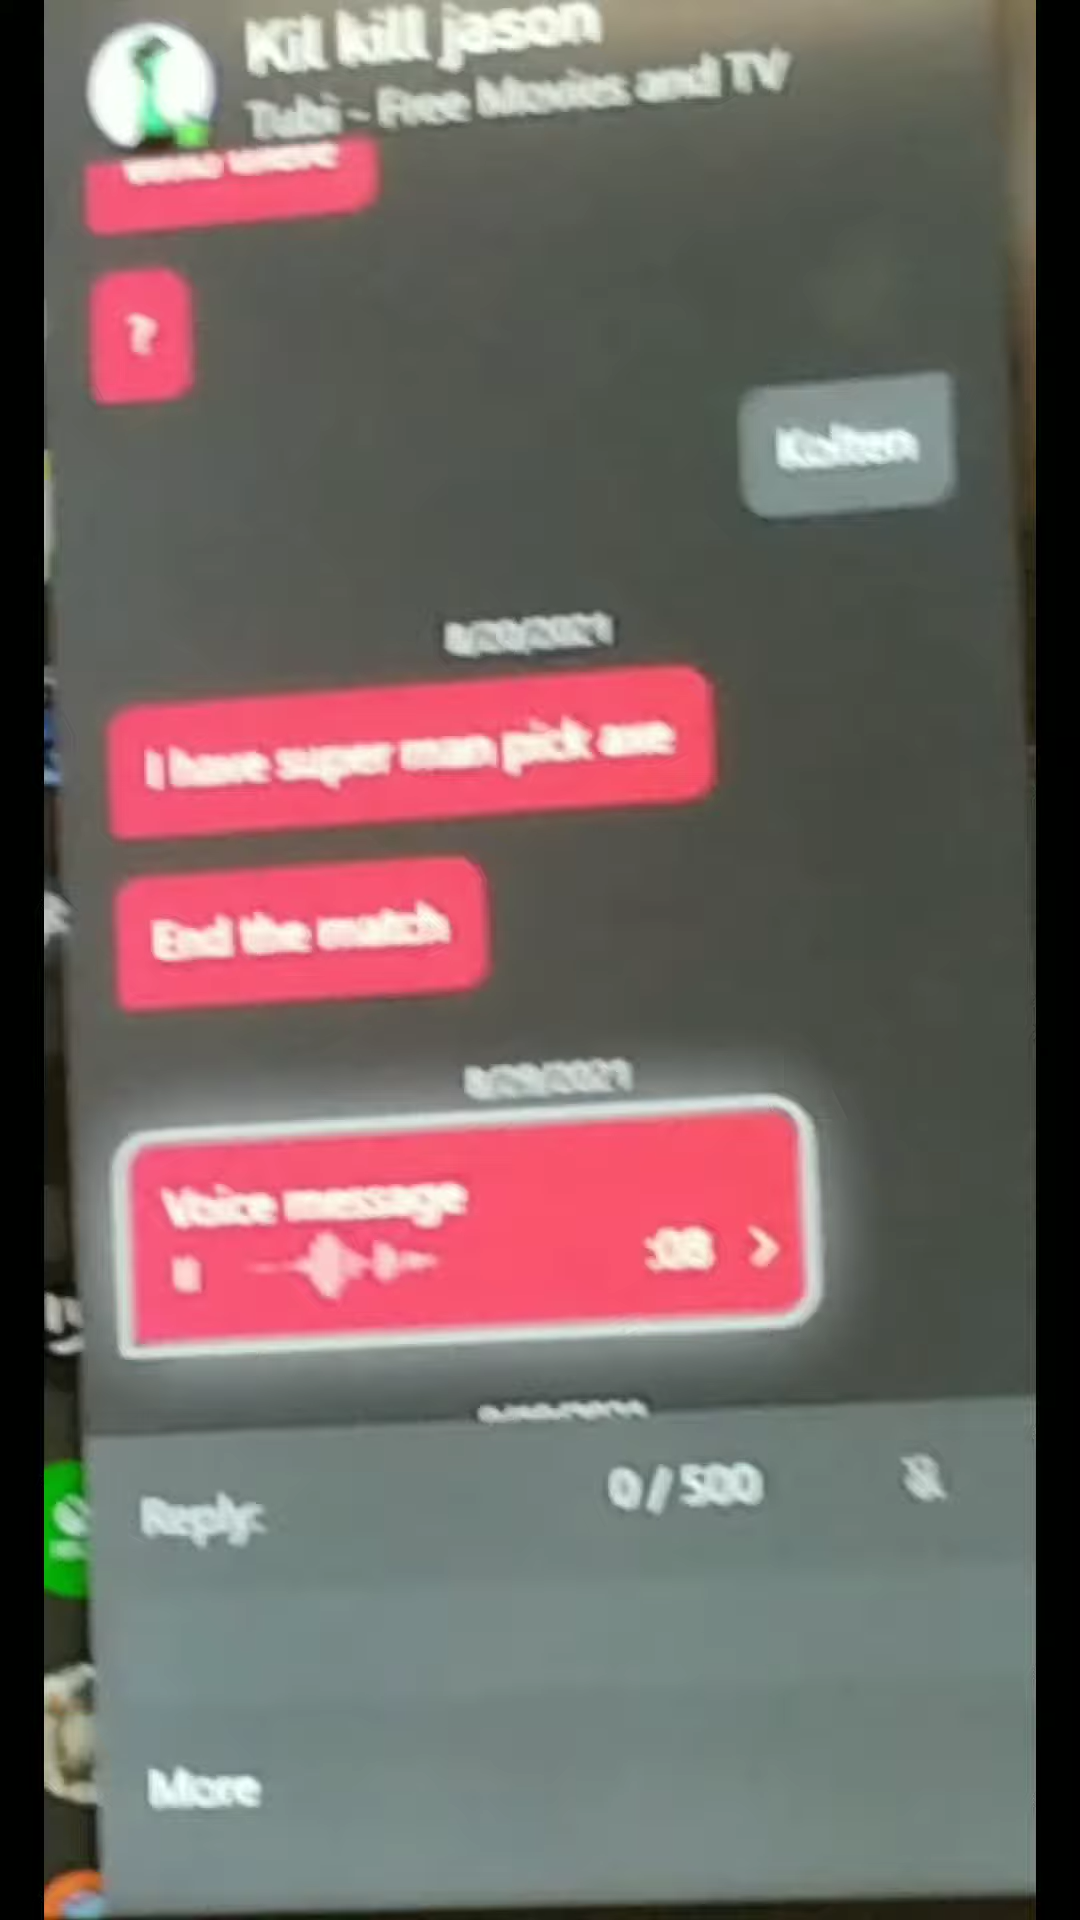 Kil kill jason
Tubi - Free Movies and TV
?
Kolten
I have super man pick axe
End the match
Voice message
:08
Reply:
0 / 500
More